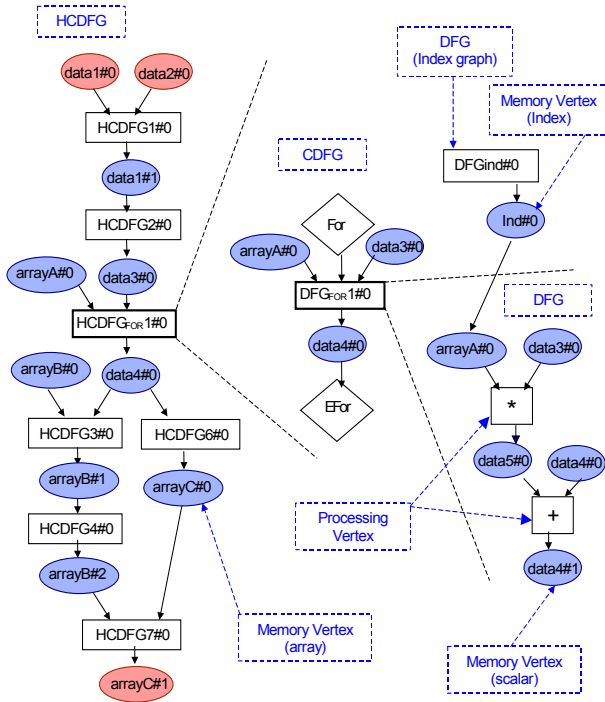 HCDFG
data1#0
data2#0
HCDFG1#0
data1#1
HCDFG2#0
arrayA#0
data3#0
HCDFGFOR1#0
arrayB#0
data4#0
HCDFG3#0
HCDFG6#0
arrayB#1
arrayC#0
HCDFG4#0
arrayB#2
HCDFG7#0
arrayC#1
CDFG
For
arrayA#0
data3#0
DFGFOR1#0
data4#0
EFor
DFG
(Index graph)
Memory Vertex
(Index)
DFGind#0
Ind#0
DFG
arrayA#0
data3#0
*
data5#0
data4#0
+
data4#1
Processing
Vertex
Memory Vertex
(array)
Memory Vertex
(scalar)